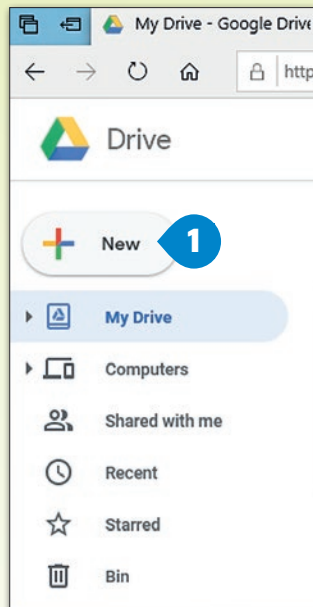 My Drive - Google Drive
http
Drive
New
1
My Drive
Computers
Shared with me
Recent
Starred
Bin